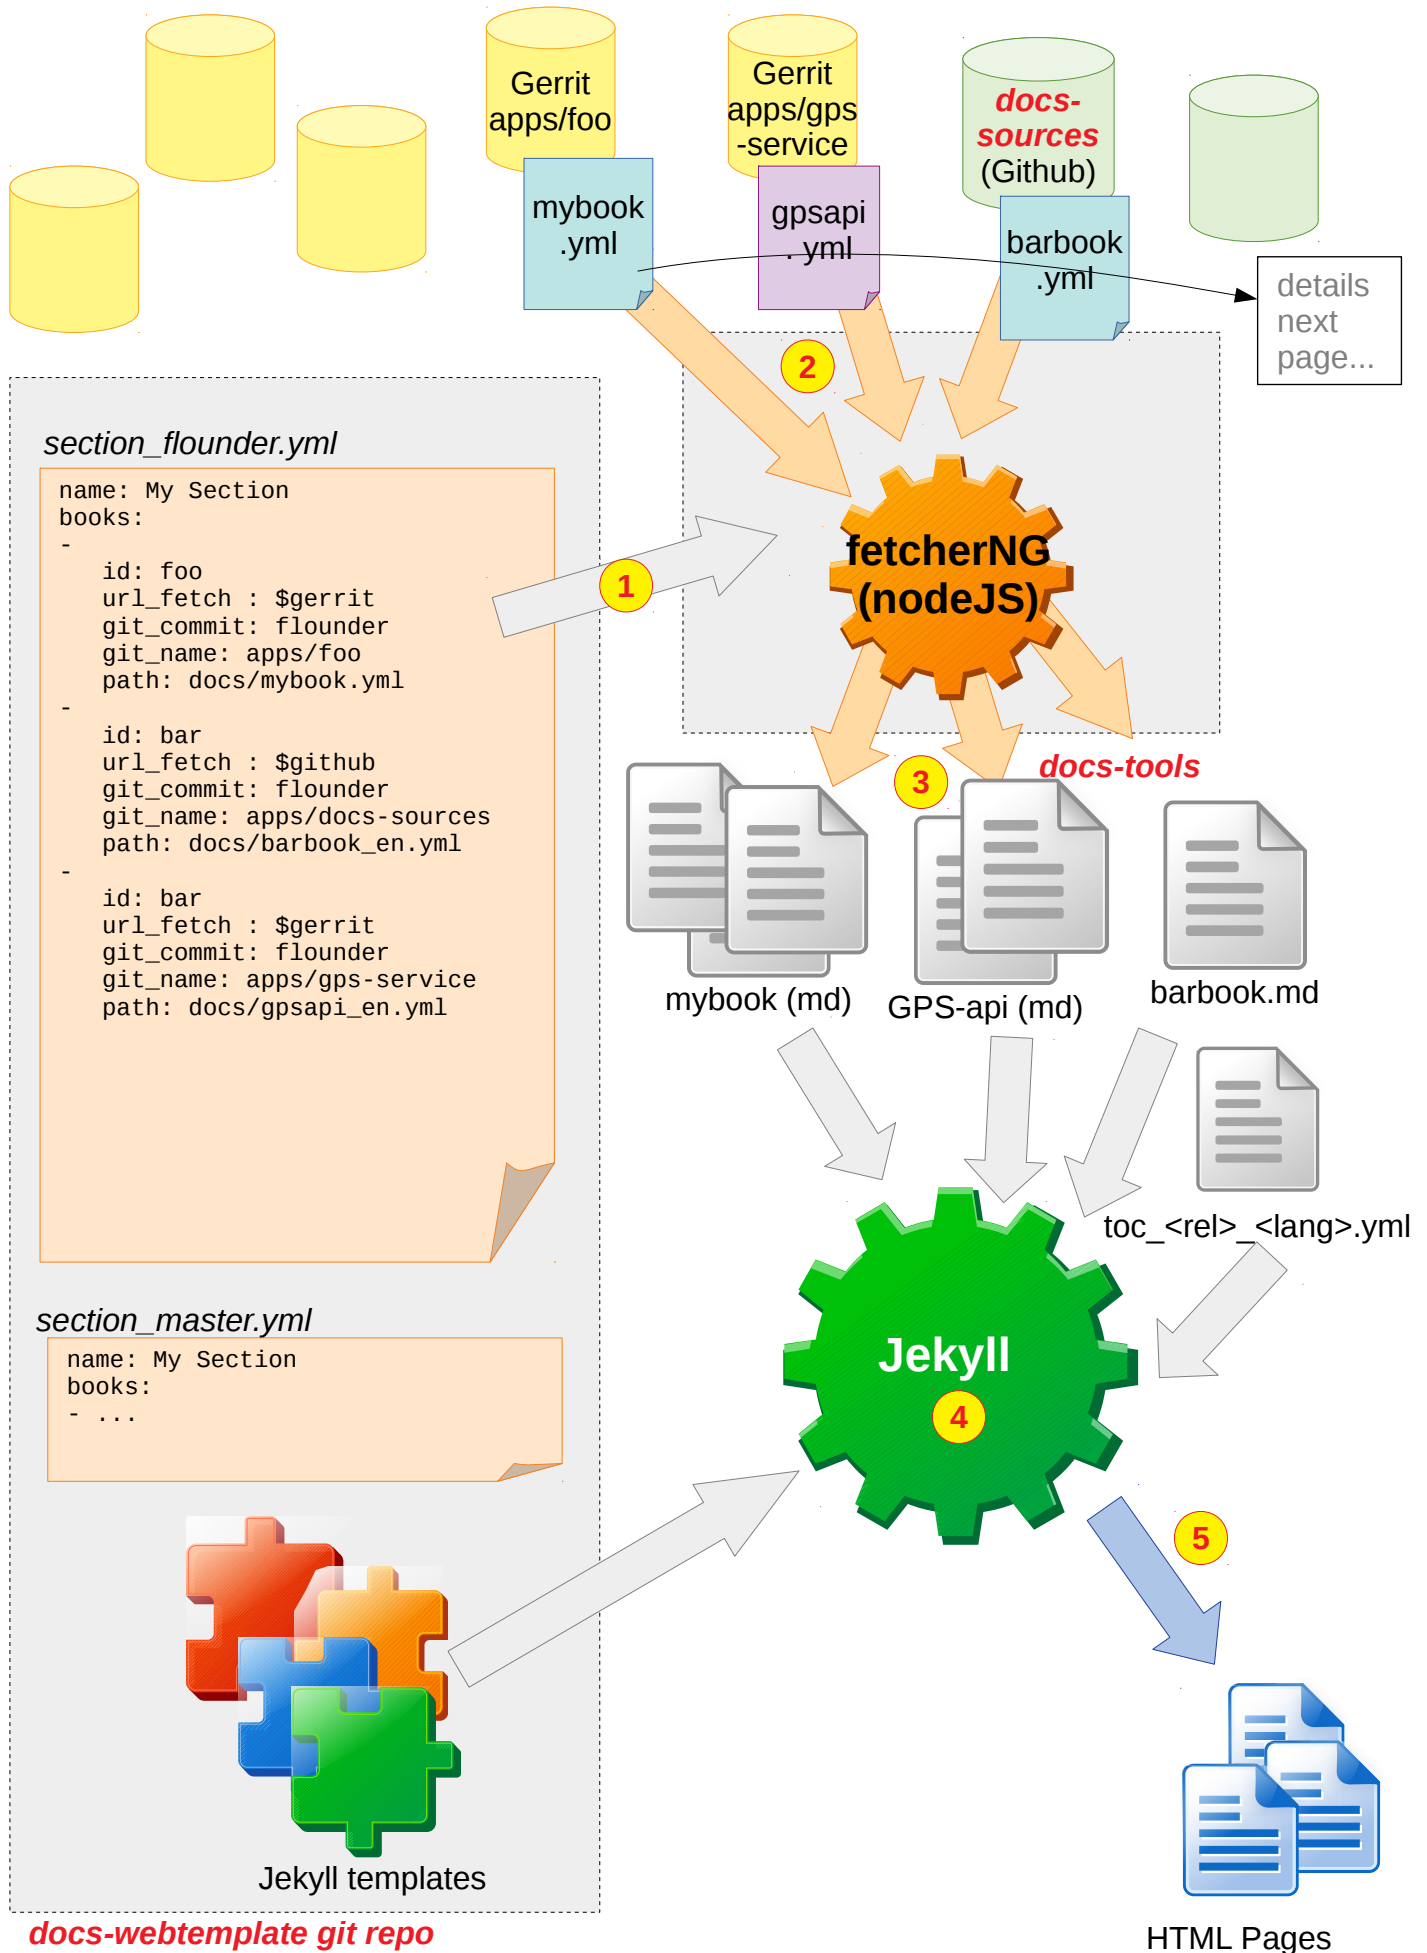 Gerrit
apps/foo
Gerrit
apps/gps
-service
docs-
sources
(Github)
mybook
.yml
gpsapi
. yml
barbook
.yml
details
next
page...
2
section_flounder.yml
name: My Section
books:
-
id: foo
url_fetch : $gerrit
git_commit: flounder
git_name: apps/foo
path: docs/mybook.yml
-
id: bar
url_fetch : $github
git_commit: flounder
git_name: apps/docs-sources
path: docs/barbook_en.yml
-
id: bar
url_fetch : $gerrit
git_commit: flounder
git_name: apps/gps-service
path: docs/gpsapi_en.yml
1
fetcherNG
(nodeJS)
3
docs-tools
mybook (md)
GPS-api (md)
barbook.md
toc_<rel>_<lang>.yml
section_master.yml
name: My Section
books:
- ...
Jekyll
4
5
Jekyll templates
docs-webtemplate git repo
HTML Pages